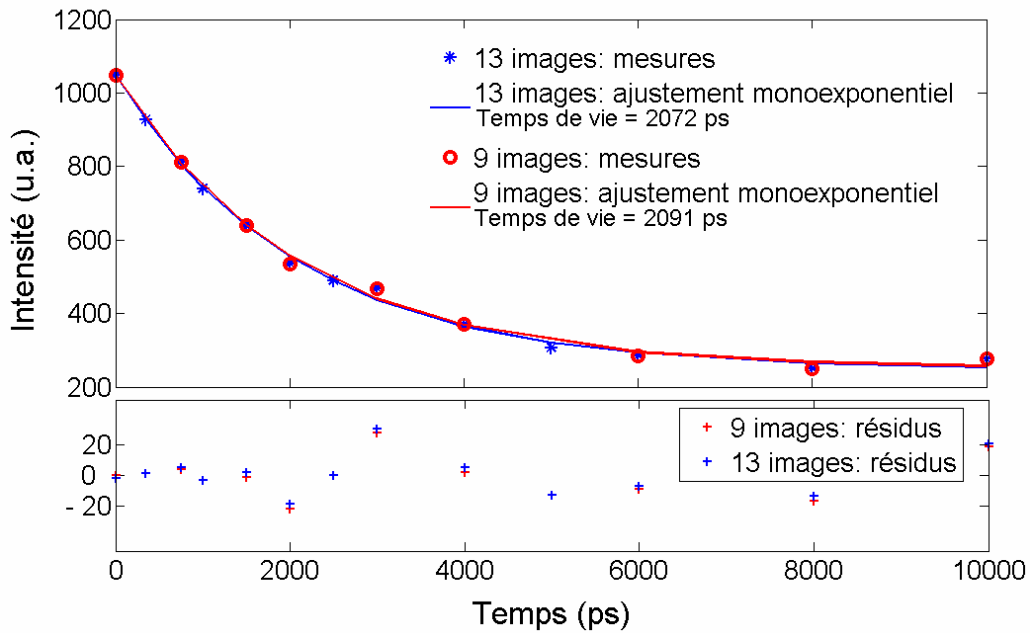 1200
1000
800
600
400
200
Intensité (u.a.)
13 images: mesures
13 images: ajustement monoexponentiel
Temps de vie = 2072 ps
9 images: mesures
9 images: ajustement monoexponentiel
Temps de vie = 2091 ps
20
0
- 20
9 images: résidus
13 images: résidus
0 2000 4000 6000 8000 10000
Temps (ps)